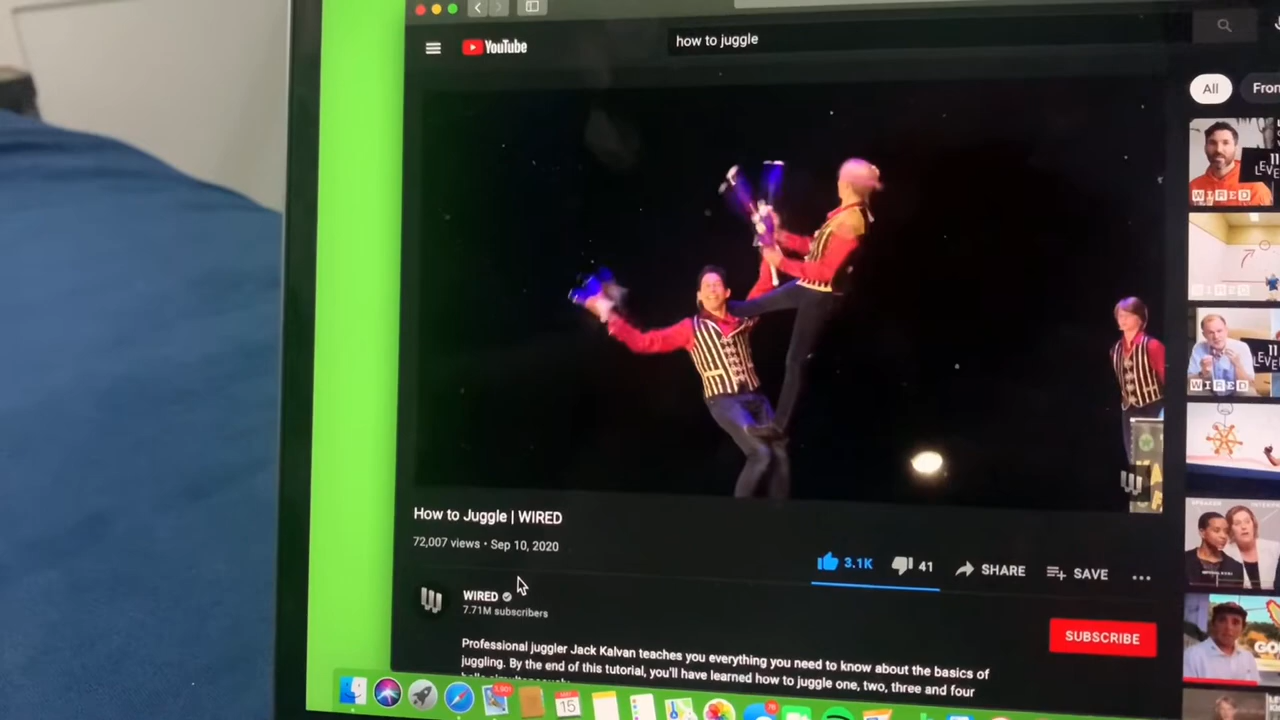 YouTube
how to juggle
All
WIRED
LEVE
WIRED
How to Juggle | WIRED
72,007 views • Sep 10, 2020
3.1K
41
SHARE
SAVE
WIRED
7.71M subscribers
SUBSCRIBE
Professional juggler Jack Kalvan teaches you everything you need to know about the basics of
juggling. By the end of this tutorial, you'll have learned how to juggle one, two, three and four
15